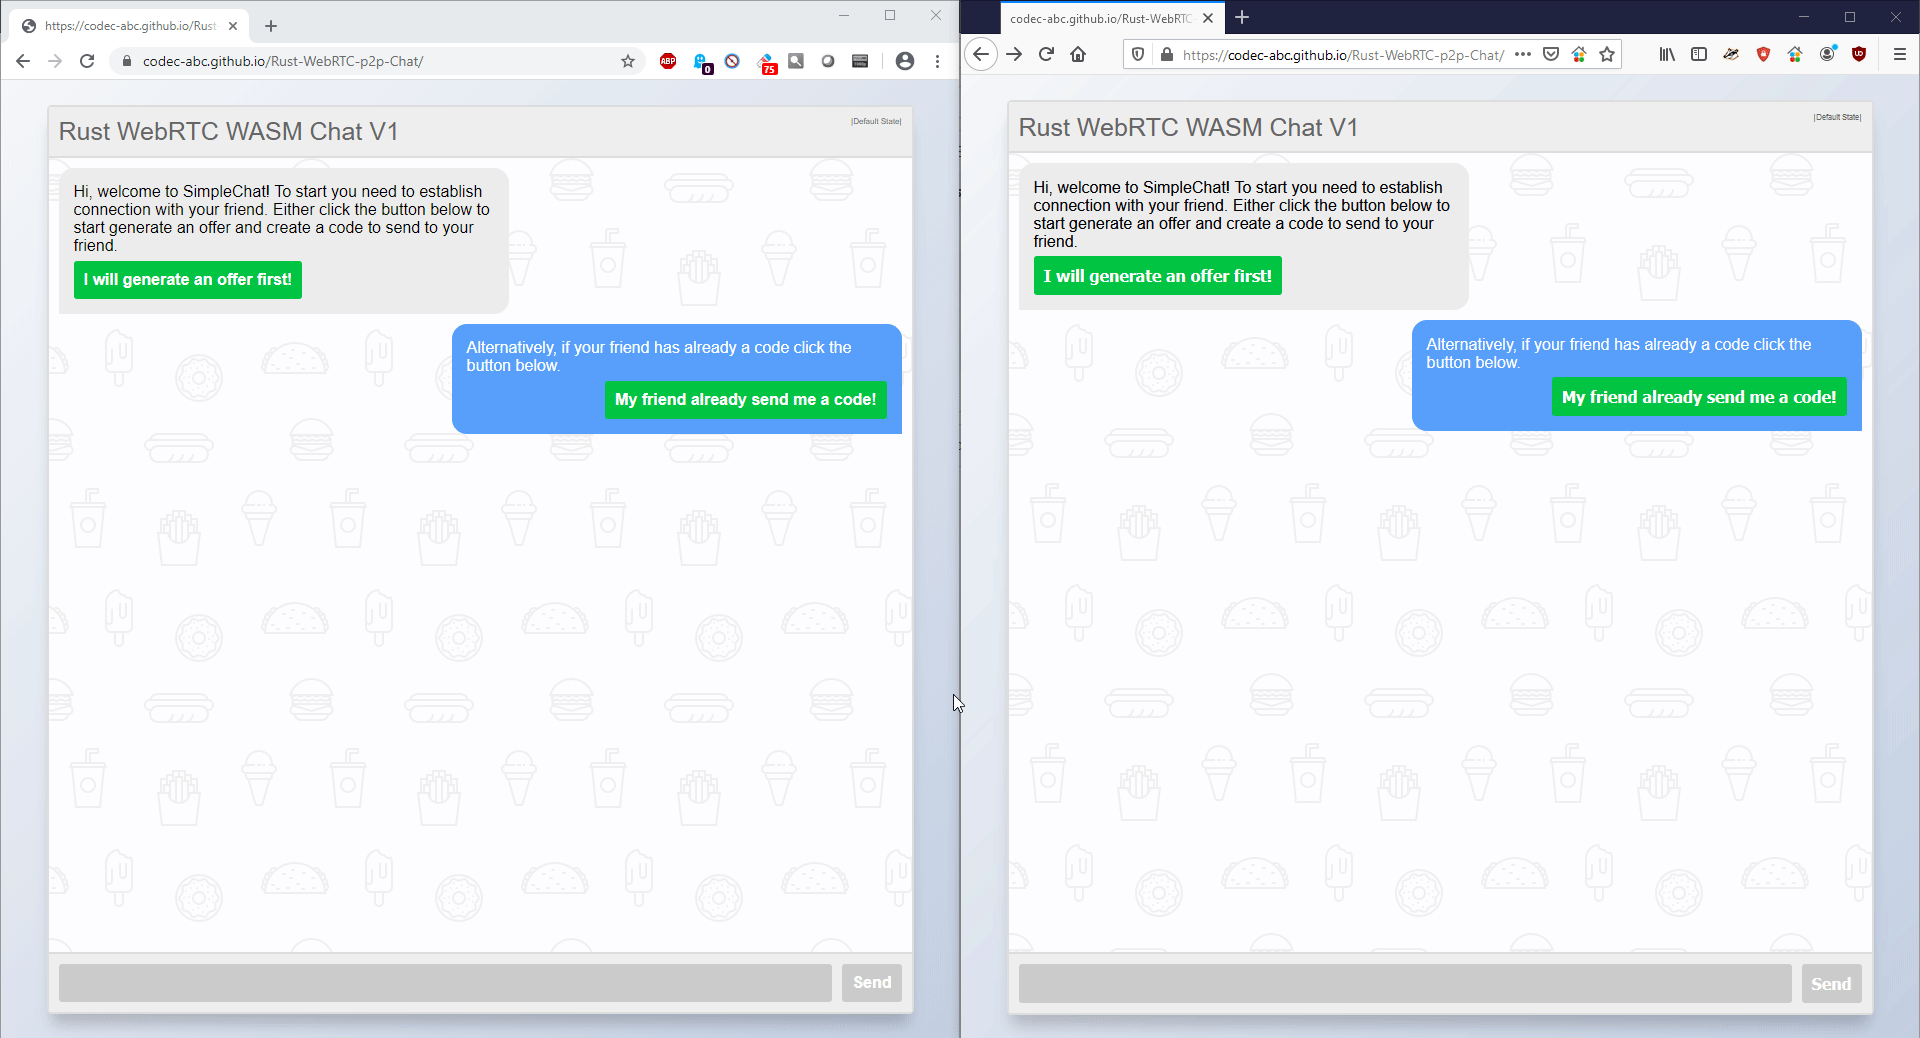 https://codec-abc.github.io/Rust
codec-abc.github.io/Rust-WebRTC-p2p-Chat/
ABP
0
75
Rust WebRTC WASM Chat V1
|Default State|
Hi, welcome to SimpleChat! To start you need to establish
connection with your friend. Either click the button below to
start generate an offer and create a code to send to your
friend.
I will generate an offer first!
Alternatively, if your friend has already a code click the
button below.
My friend already send me a code!
Send
codec-abc.github.io/Rust-WebRTC
https://codec-abc.github.io/Rust-WebRTC-p2p-Chat/
Rust WebRTC WASM Chat V1
|Default State|
Hi, welcome to SimpleChat! To start you need to establish
connection with your friend. Either click the button below to
start generate an offer and create a code to send to your
friend.
I will generate an offer first!
Alternatively, if your friend has already a code click the
button below.
My friend already send me a code!
Send